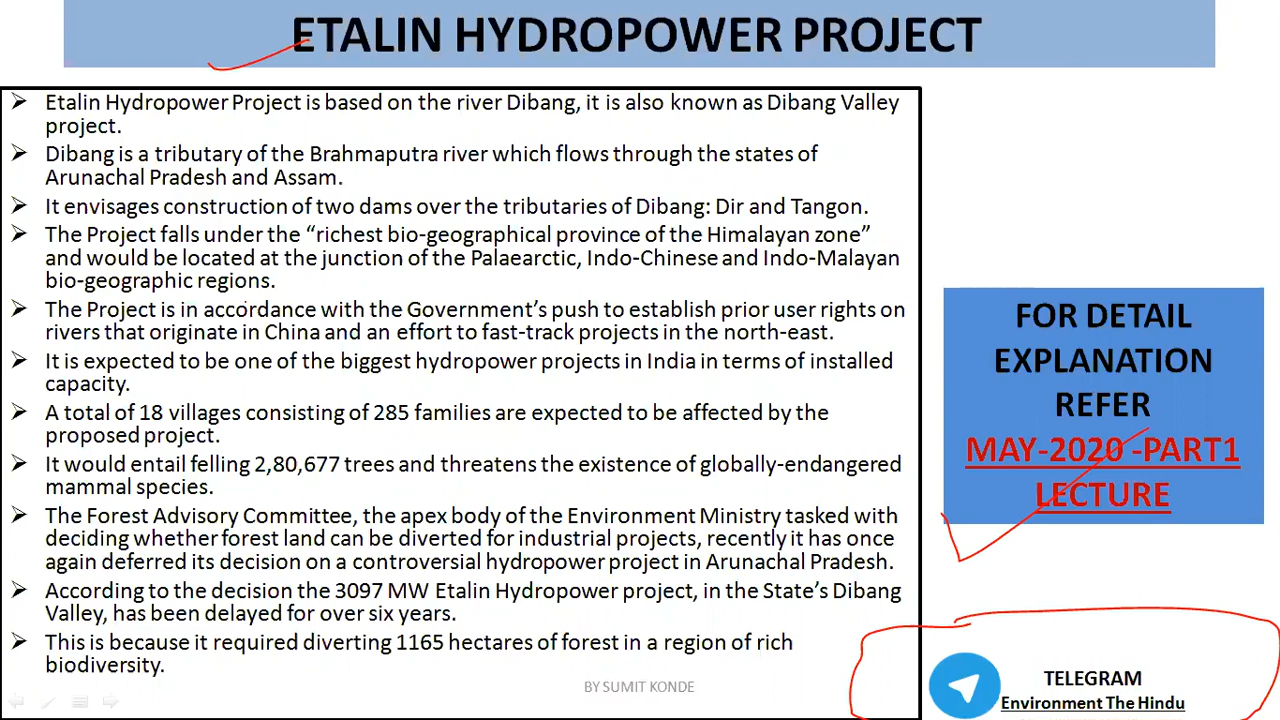 ETALIN HYDROPOWER PROJECT
Etalin Hydropower Project is based on the river Dibang, it is also known as Dibang Valley
project.
Dibang is a tributary of the Brahmaputra river which flows through the states of
Arunachal Pradesh and Assam.
It envisages construction of two dams over the tributaries of Dibang: Dir and Tangon.
The Project falls under the “richest bio-geographical province of the Himalayan zone”
and would be located at the junction of the Palaearctic, Indo-Chinese and Indo-Malayan
bio-geographic regions.
The Project is in accordance with the Government’s push to establish prior user rights on
rivers that originate in China and an effort to fast-track projects in the north-east.
It is expected to be one of the biggest hydropower projects in India in terms of installed
capacity.
A total of 18 villages consisting of 285 families are expected to be affected by the
proposed project.
It would entail felling 2,80,677 trees and threatens the existence of globally-endangered
mammal species.
The Forest Advisory Committee, the apex body of the Environment Ministry tasked with
deciding whether forest land can be diverted for industrial projects, recently it has once
again deferred its decision on a controversial hydropower project in Arunachal Pradesh.
According to the decision the 3097 MW Etalin Hydropower project, in the State’s Dibang
Valley, has been delayed for over six years.
This is because it required diverting 1165 hectares of forest in a region of rich
biodiversity.
BY SUMIT KONDE
FOR DETAIL
EXPLANATION
REFER
MAY-2020 -PART1
LECTURE
TELEGRAM
Environment The Hindu